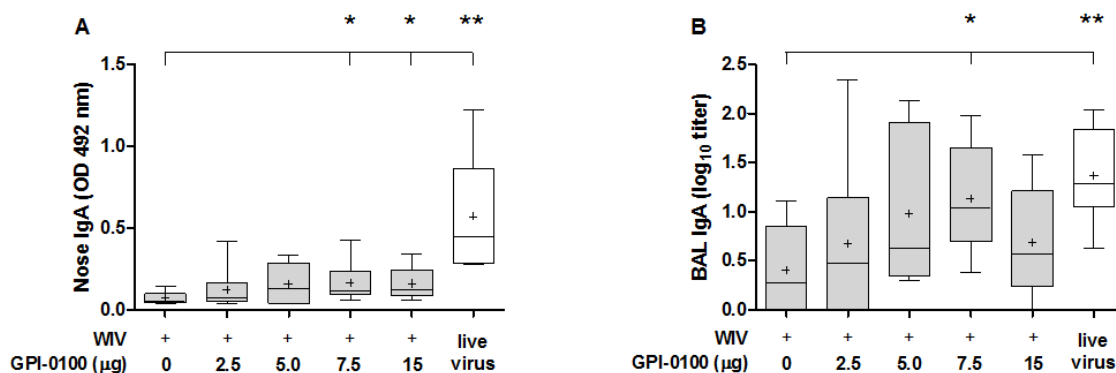 A
* * **
Nose IgA (OD 492 nm)
1.5
1.0
0.5
0.0
WIV + + + + + live
GPI-0100 (µg) 0 2.5 5.0 7.5 15 virus
B
* **
BAL IgA (log10 titer)
2.5
2.0
1.5
1.0
0.5
0.0
WIV + + + + + live
GPI-0100 (µg) 0 2.5 5.0 7.5 15 virus